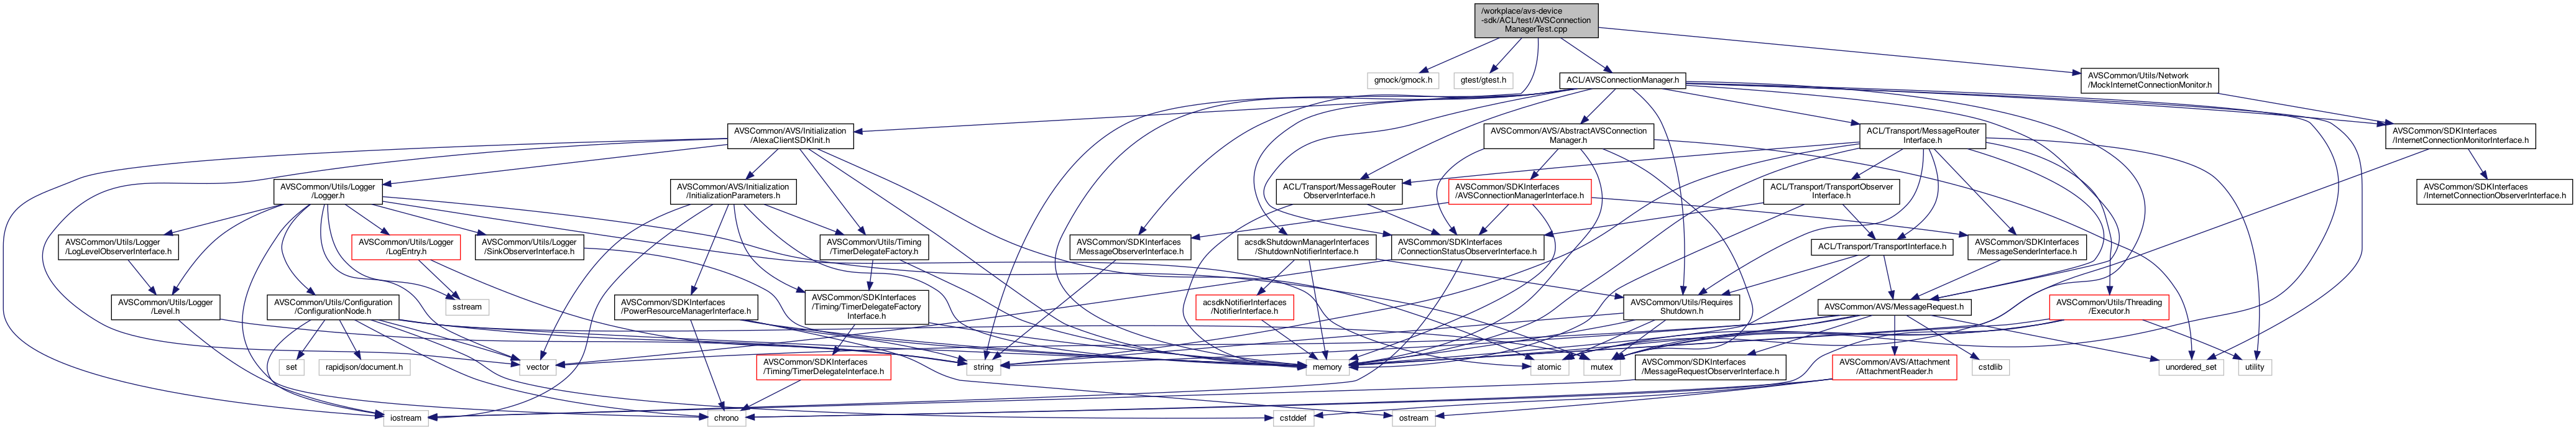 /workplace/avs-device
-sdk/ACL/test/AVSConnection
ManagerTest.cpp
gmock/gmock.h
gtest/gtest.h
ACL/AVSConnectionManager.h
AVSCommon/Utils/Network
/MockInternetConnectionMonitor.h
AVSCommon/AVS/Initialization
/AlexaClientSDKInit.h
AVSCommon/AVS/AbstractAVSConnection
Manager.h
ACL/Transport/MessageRouter
Interface.h
AVSCommon/SDKInterfaces
/InternetConnectionMonitorInterface.h
AVSCommon/Utils/Logger
/Logger.h
AVSCommon/AVS/Initialization
/InitializationParameters.h
ACL/Transport/MessageRouter
ObserverInterface.h
AVSCommon/SDKInterfaces
/AVSConnectionManagerInterface.h
ACL/Transport/TransportObserver
Interface.h
AVSCommon/SDKInterfaces
/InternetConnectionObserverInterface.h
AVSCommon/Utils/Logger
/LogLevelObserverInterface.h
AVSCommon/Utils/Logger
/LogEntry.h
AVSCommon/Utils/Logger
/SinkObserverInterface.h
AVSCommon/Utils/Timing
/TimerDelegateFactory.h
AVSCommon/SDKInterfaces
/MessageObserverInterface.h
acsdkShutdownManagerInterfaces
/ShutdownNotifierInterface.h
AVSCommon/SDKInterfaces
/ConnectionStatusObserverInterface.h
ACL/Transport/TransportInterface.h
AVSCommon/SDKInterfaces
/MessageSenderInterface.h
AVSCommon/Utils/Logger
/Level.h
AVSCommon/Utils/Configuration
/ConfigurationNode.h
sstream
AVSCommon/SDKInterfaces
/PowerResourceManagerInterface.h
AVSCommon/SDKInterfaces
/Timing/TimerDelegateFactory
Interface.h
acsdkNotifierInterfaces
/NotifierInterface.h
AVSCommon/Utils/Requires
Shutdown.h
AVSCommon/AVS/MessageRequest.h
AVSCommon/Utils/Threading
/Executor.h
set
rapidjson/document.h
vector
AVSCommon/SDKInterfaces
/Timing/TimerDelegateInterface.h
string
memory
atomic
mutex
AVSCommon/SDKInterfaces
/MessageRequestObserverInterface.h
AVSCommon/AVS/Attachment
/AttachmentReader.h
cstdlib
unordered_set
utility
iostream
chrono
cstddef
ostream